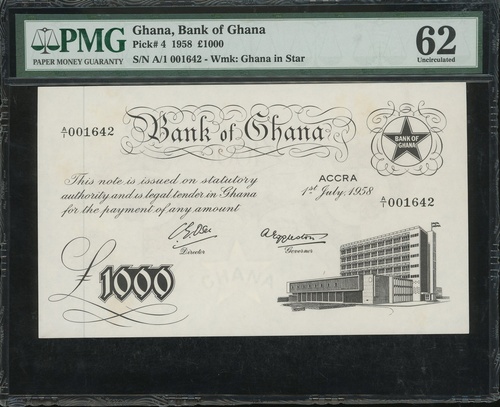 PMG
PAPER MONEY GUARANTY
Ghana, Bank of Ghana
Pick# 4 1958 £1000
S/N A/1 001642 - Wmk: Ghana in Star
62
Uncirculated
A/1 001642
Bank of Ghana
BANK OF
GHANA
This note is issued on statutory
authority and is legal tender in Ghana
for the payment of any amount
ACCRA
1st July, 1958
A/1 001642
Director
Governor
£1000